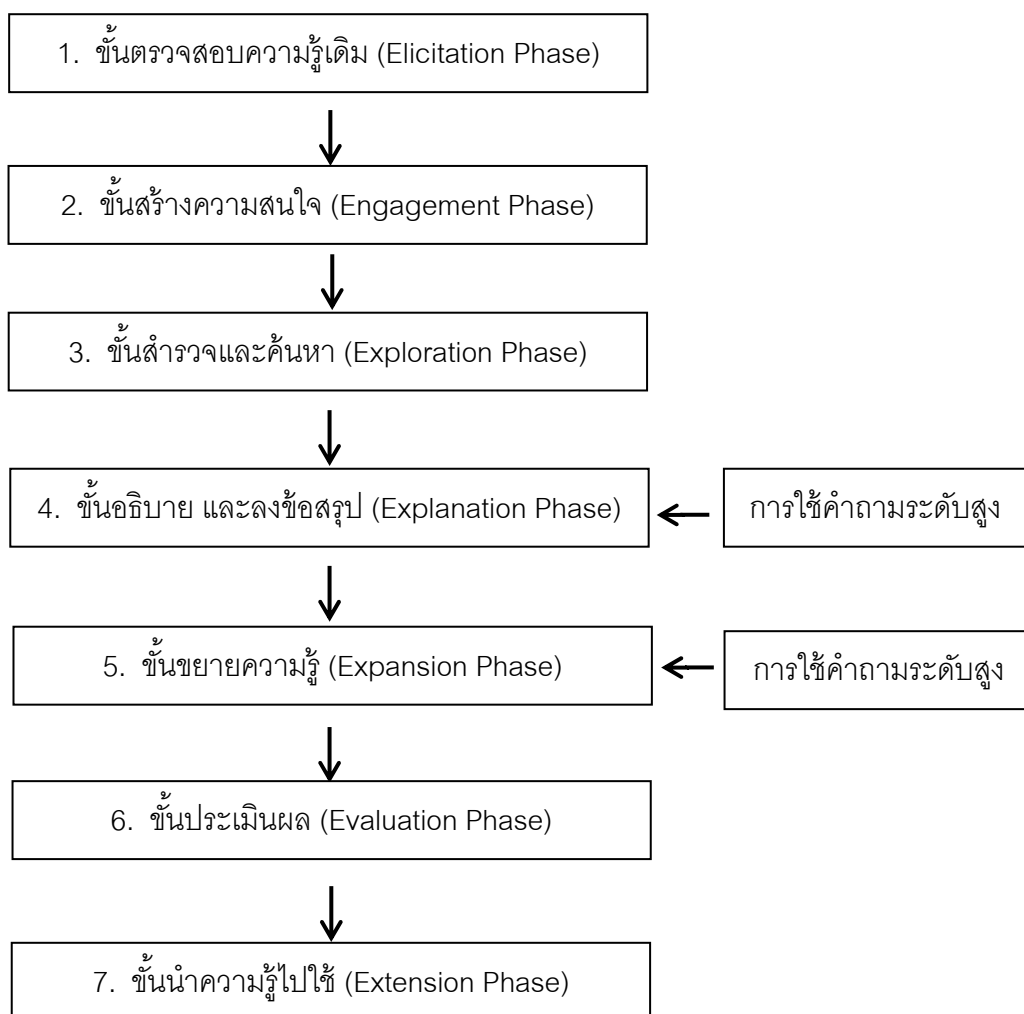 1. ขั้นตรวจสอบความรู้เดิม (Elicitation Phase)
2. ขั้นสร้างความสนใจ (Engagement Phase)
3. ขั้นสำรวจและค้นหา (Exploration Phase)
4. ขั้นอธิบาย และลงข้อสรุป (Explanation Phase)
การใช้คำถามระดับสูง
5. ขั้นขยายความรู้ (Expansion Phase)
การใช้คำถามระดับสูง
6. ขั้นประเมินผล (Evaluation Phase)
7. ขั้นนำความรู้ไปใช้ (Extension Phase)